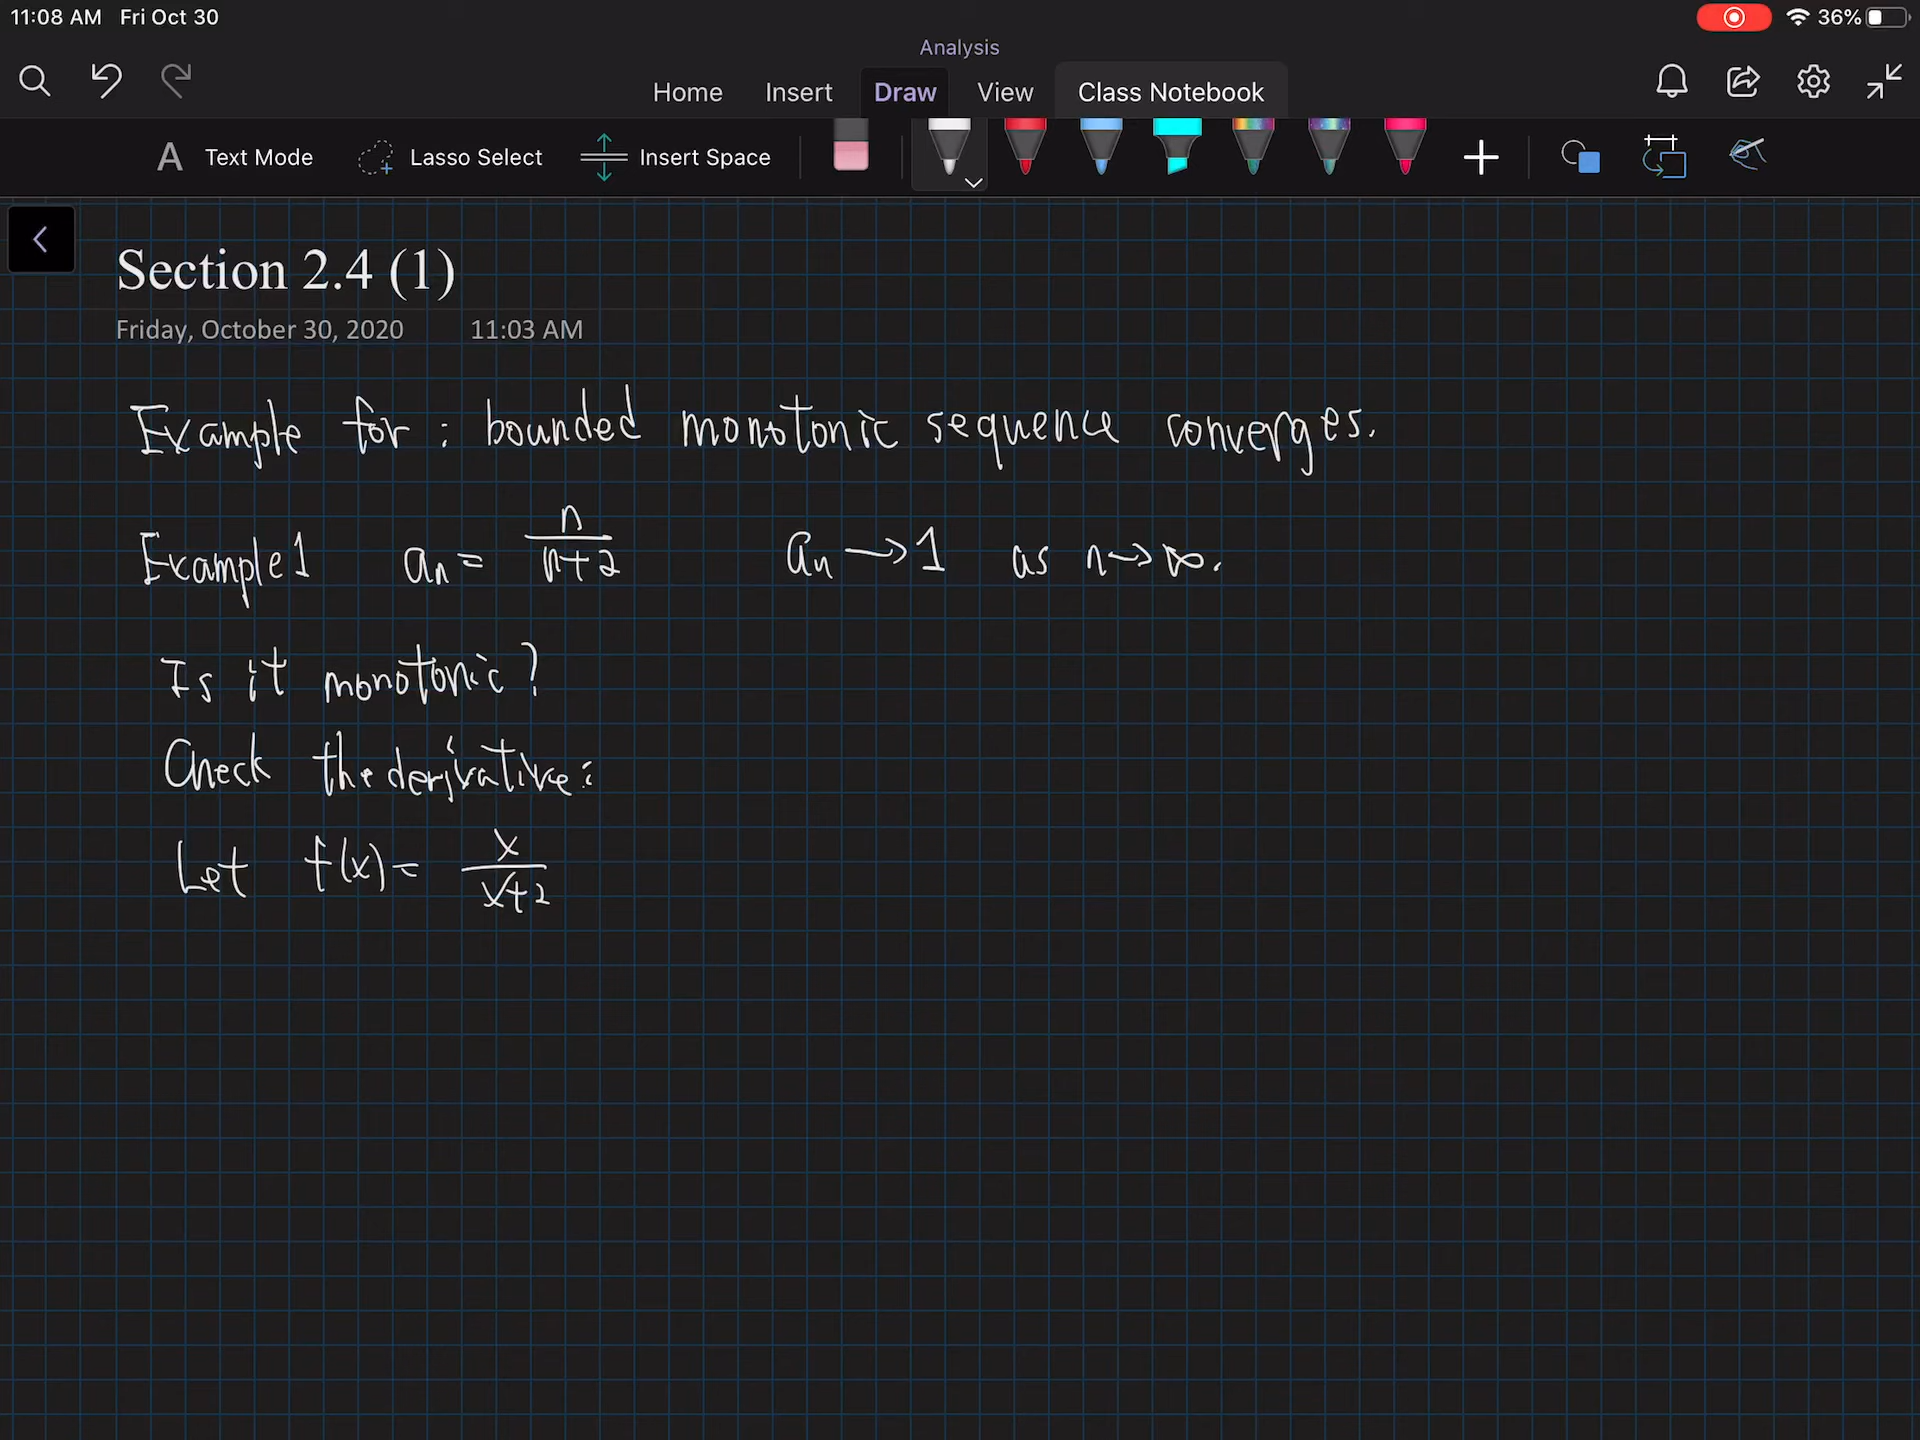 11:08 AM Fri Oct 30 36%
Analysis
Home Insert Draw View Class Notebook
Text Mode Lasso Select Insert Space
Section 2.4 (1)
Friday, October 30, 2020 11:03 AM
Example for : bounded monotonic sequence converges.
Example 1 aₙ = n/(n+2) aₙ → 1 as n → ∞.
Is it monotonic?
Check the derivative:
Let f(x) = x/(x+2)